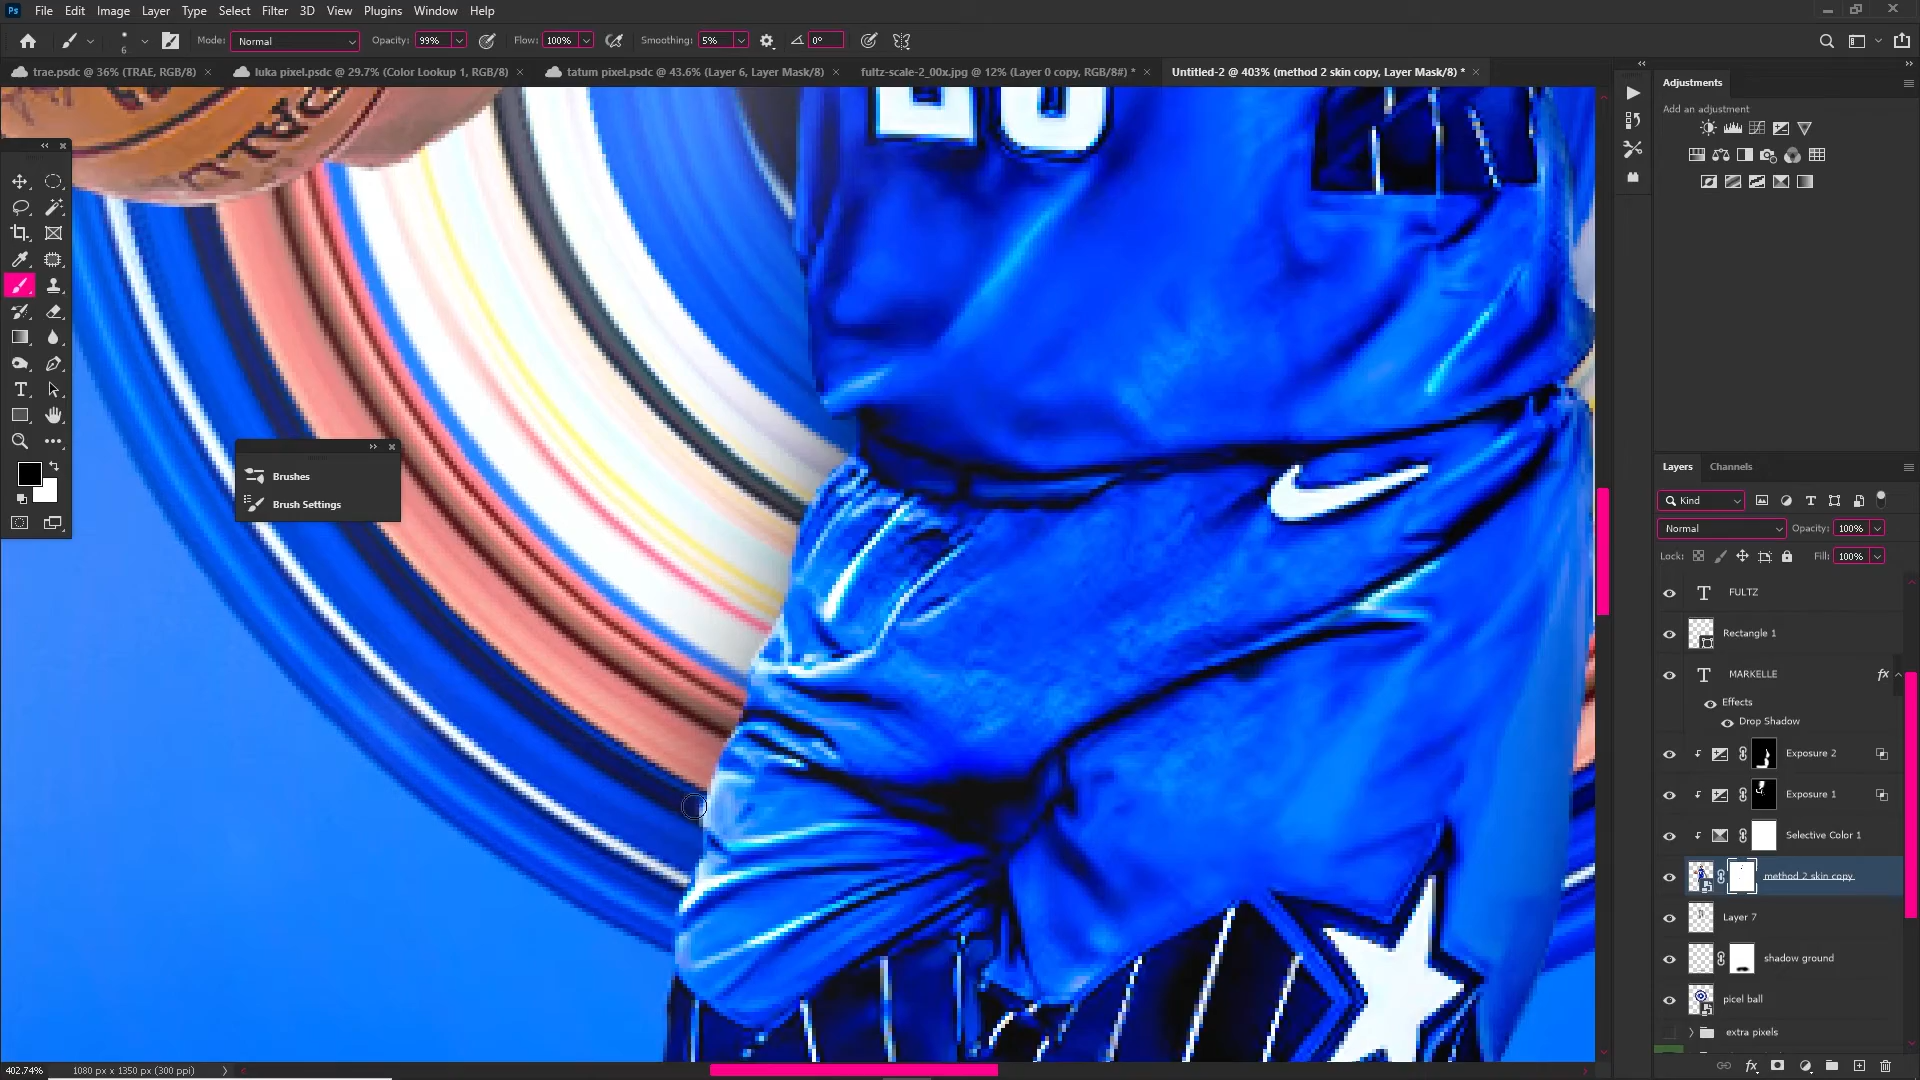 Ps File Edit Image Layer Type Select Filter 3D View Plugins Window Help
6 Mode: Normal Opacity: 99% Flow: 100% Smoothing: 5% 0°
trae.psdc @ 36% (TRAE, RGB/8) × luka pixel.psdc @ 29.7% (Color Lookup 1, RGB/8) × tatum pixel.psdc @ 43.6% (Layer 6, Layer Mask/8) × fultz-scale-2_00x.jpg @ 12% (Layer 0 copy, RGB/8#) * × Untitled-2 @ 403% (method 2 skin copy, Layer Mask/8) * ×
Adjustments
Add an adjustment
Brushes
Brush Settings
Layers Channels
Kind
Normal Opacity: 100%
Lock: Fill: 100%
T FULTZ
Rectangle 1
T MARKELLE fx
Effects
Drop Shadow
Exposure 2
Exposure 1
Selective Color 1
method 2 skin copy
Layer 7
shadow ground
picel ball
extra pixels
402.74% 1080 px x 1350 px (300 ppi)